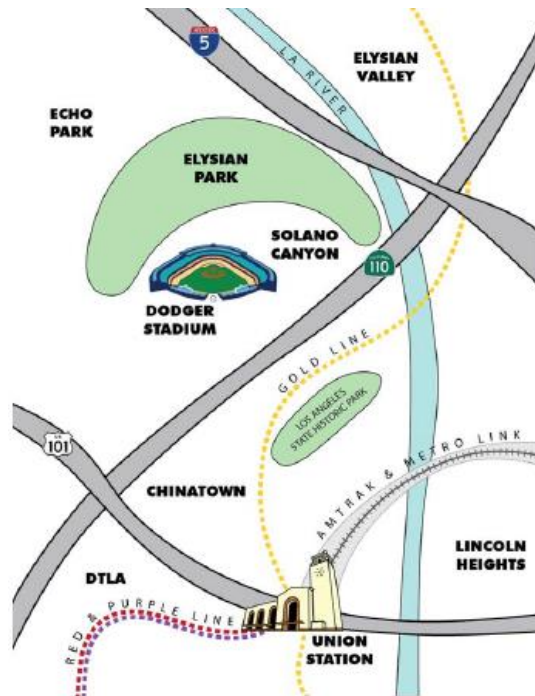 5
ELYSIAN
VALLEY
LA RIVER
ECHO
PARK
ELYSIAN
PARK
SOLANO
CANYON
110
DODGER
STADIUM
GOLD LINE
LOS ANGELES
STATE HISTORIC PARK
101
AMTRAK & METRO LINK
CHINATOWN
LINCOLN
HEIGHTS
DTLA
RED & PURPLE LINE
UNION
STATION